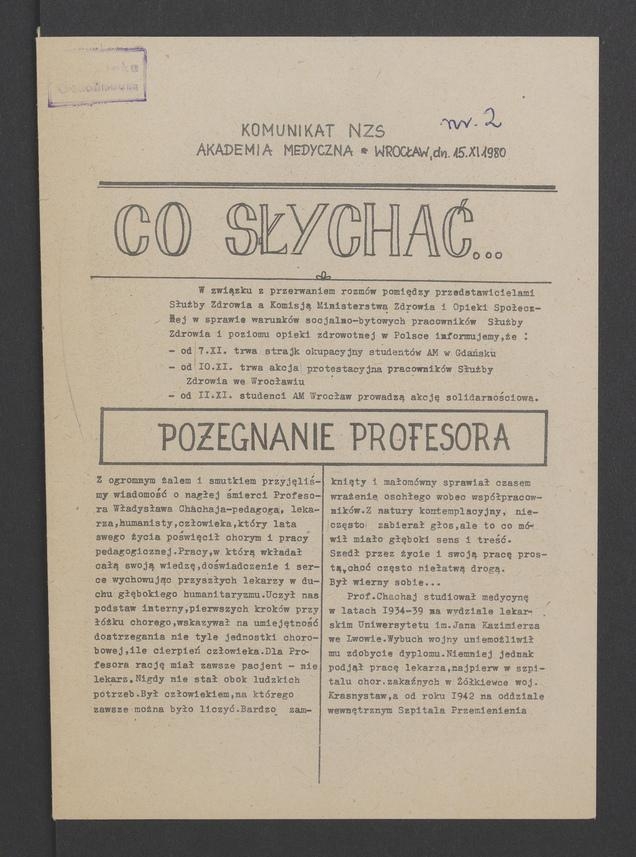 nr. 2
KOMUNIKAT NZS
AKADEMIA MEDYCZNA * WROCŁAW, dn. 15.XI 1980
CO SŁYCHAĆ...
W związku z przerwaniem rozmów pomiędzy przedstawicielami
Służby Zdrowia a Komisją Ministerstwa Zdrowia i Opieki Społecz-
nej w sprawie warunków socjalno-bytowych pracowników Służby
Zdrowia i poziomu opieki zdrowotnej w Polsce informujemy,że :
- od 7.XI. trwa strajk okupacyjny studentów AM w Gdańsku
- od IO.XI. trwa akcja protestacyjna pracowników Służby
Zdrowia we Wrocławiu
- od II.XI. studenci AM Wrocław prowadzą akcję solidarnościowa.
POŻEGNANIE PROFESORA
Z ogromnym żalem i smutkiem przyjęliś-
my wiadomość o nagłej śmierci Profeso-
ra Władysława Chachaja-pedagoga, leka-
rza,humanisty,człowieka,który lata
swego życia poświęcił chorym i pracy
pedagogicznej.Pracy,w którą wkładał
całą swoją wiedzę,doświadczenie i ser-
ce wychowując przyszłych lekarzy w du-
chu głębokiego humanitaryzmu.Uczył nas
podstaw interny,pierwszych kroków przy
łóżku chorego,wskazywał na umiejętność
dostrzegania nie tyle jednostki choro-
bowej,ile cierpień człowieka.Dla Pro-
fesora rację miał zawsze pacjent - nie
lekarz.Nigdy nie stał obok ludzkich
potrzeb.Był człowiekiem,na którego
zawsze można było liczyć.Bardzo zam-
knięty i małomówny sprawiał czasem
wrażenie oschłego wobec współpracow-
ników.Z natury kontemplacyjny, nie-
często zabierał głos,ale to co mó-
wił miało głęboki sens i treść.
Szedł przez życie i swoją pracę pros-
tą,choć często niełatwą drogą.
Był wierny sobie...
Prof.Chachaj studiował medycynę
w latach I934-39 na wydziale lekar-
skim Uniwersytetu im.Jana Kazimierza
we Lwowie.Wybuch wojny uniemożliwił
mu zdobycie dyplomu.Niemniej jednak
podjął pracę lekarza,najpierw w szpi-
talu chor.zakaźnych w Żółkiewce woj.
Krasnystaw,a od roku I942 na oddziale
wewnętrznym Szpitala Przemienienia